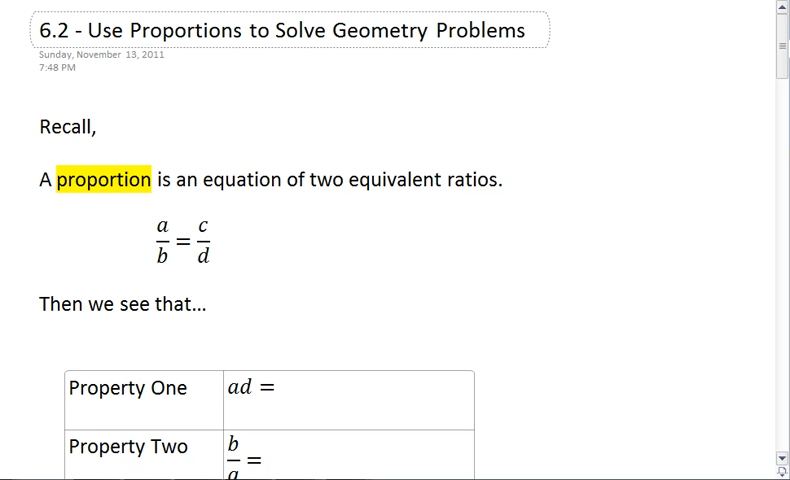 6.2 - Use Proportions to Solve Geometry Problems
Sunday, November 13, 2011
7:48 PM
Recall,
A proportion is an equation of two equivalent ratios.
a/b = c/d
Then we see that...
Property One ad =
Property Two b/a =